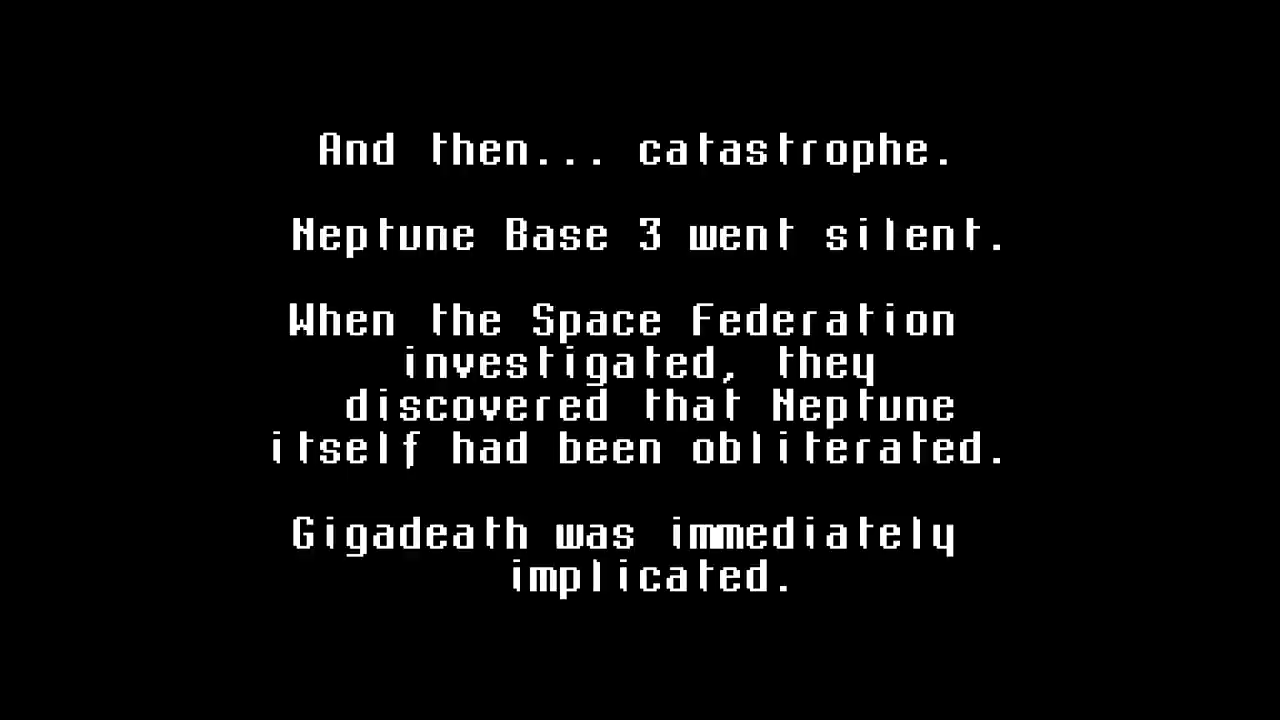 And then... catastrophe.
Neptune Base 3 went silent.
When the Space Federation
investigated, they
discovered that Neptune
itself had been obliterated.
Gigadeath was immediately
implicated.